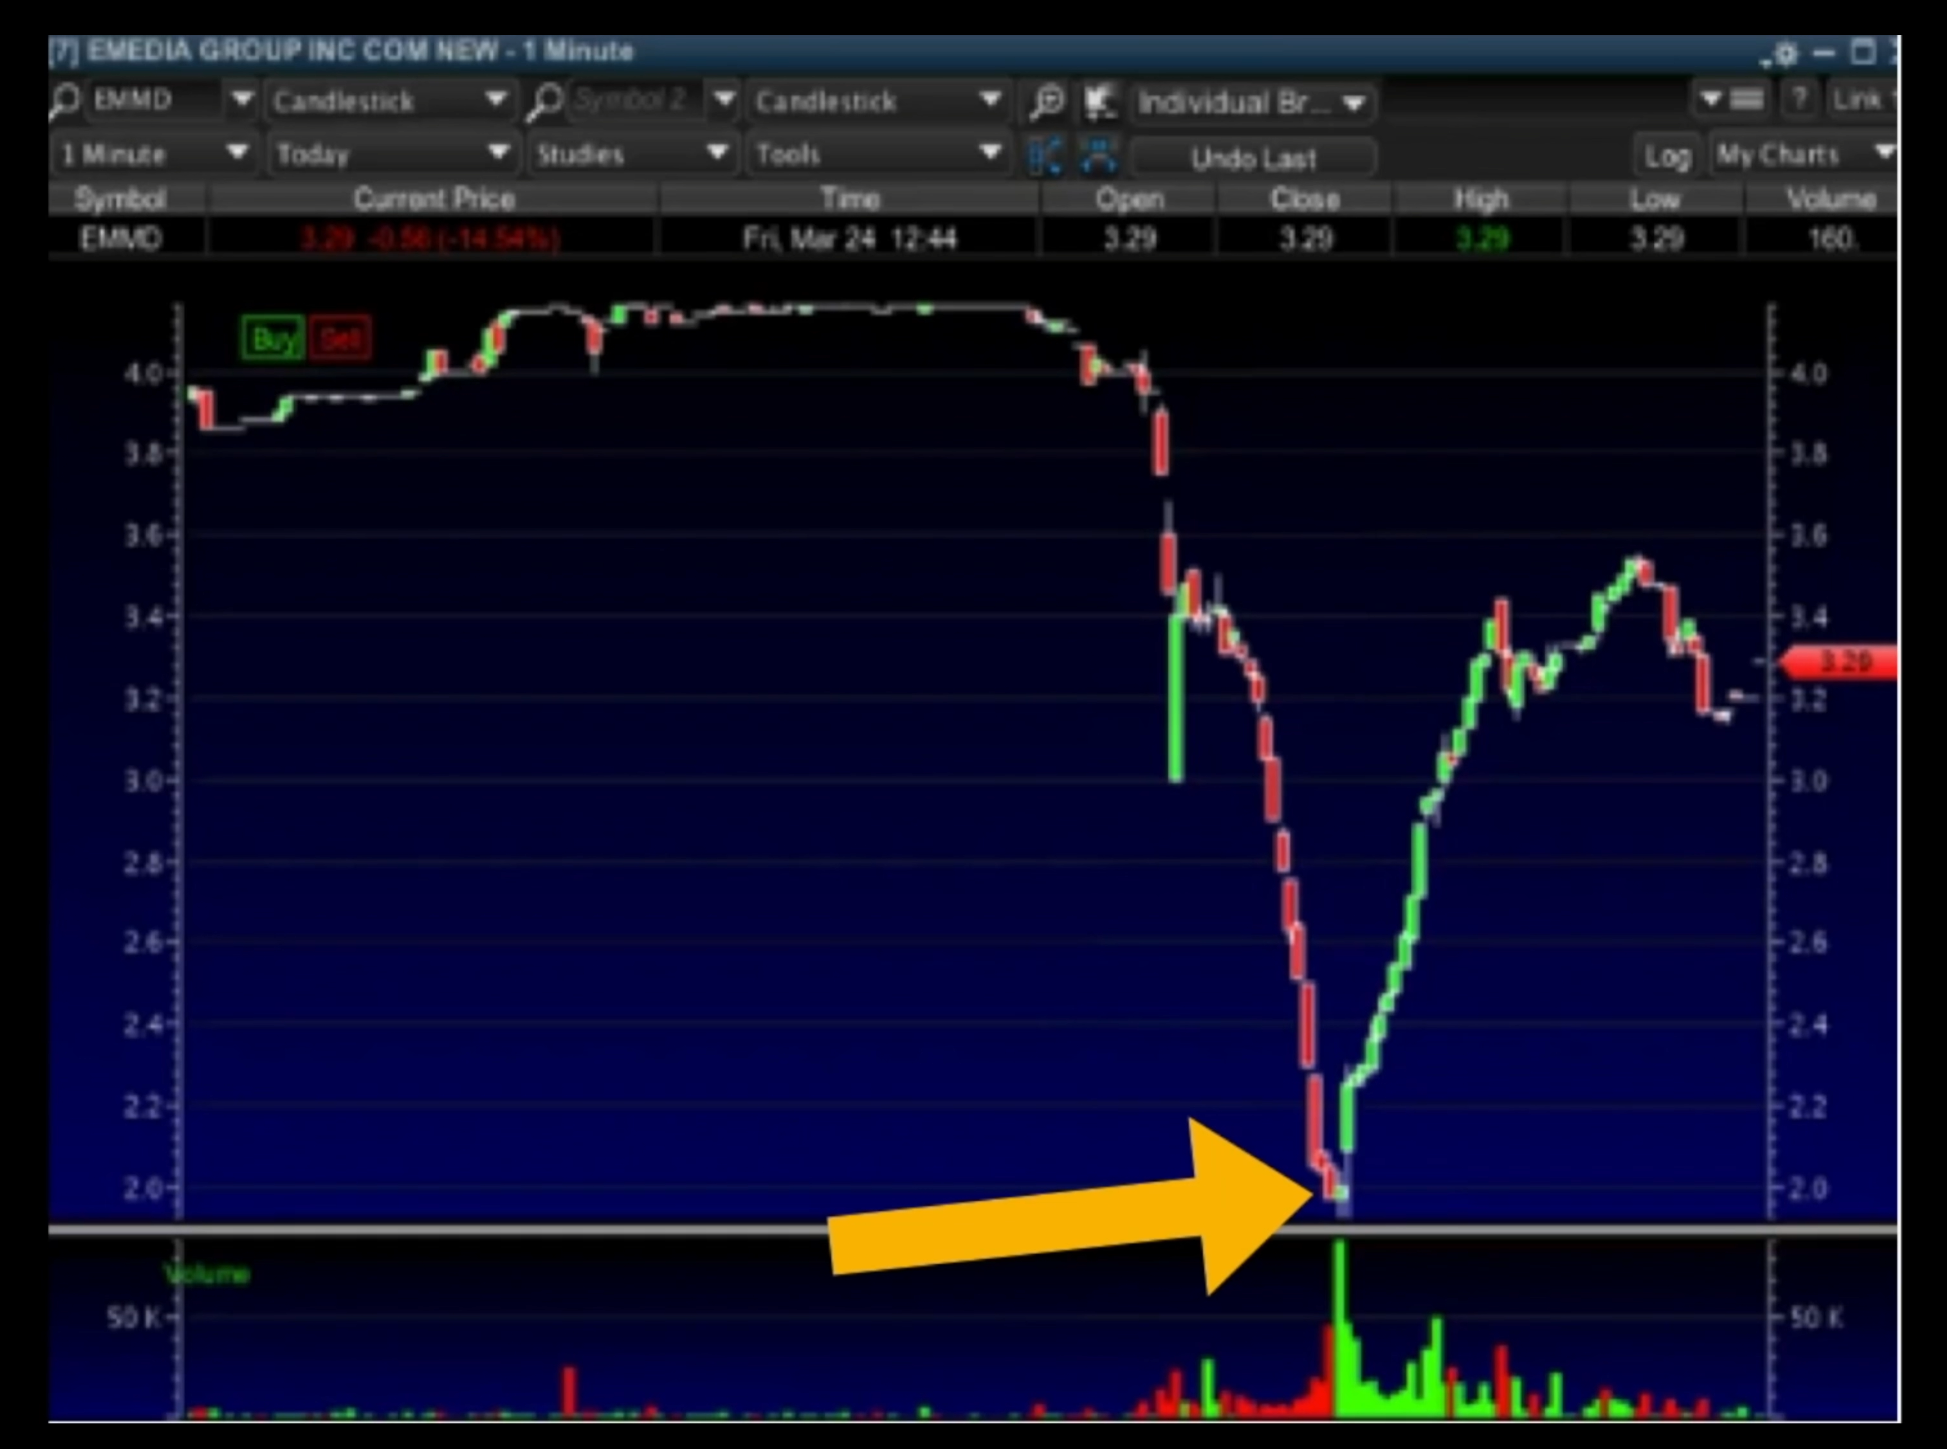 [7] EMEDIA GROUP INC COM NEW - 1 Minute
EMMD Candlestick Symbol 2 Candlestick Individual Br... ? Link
1 Minute Today Studies Tools Undo Last Log My Charts
Symbol Current Price Time Open Close High Low Volume
EMMD 3.29 -0.56 (-14.54%) Fri, Mar 24 12:44 3.29 3.29 3.29 3.29 160.
Buy Sell
4.0 4.0
3.8 3.8
3.6 3.6
3.4 3.4
3.29
3.2 3.2
3.0 3.0
2.8 2.8
2.6 2.6
2.4 2.4
2.2 2.2
2.0 2.0
Volume
50 K 50 K